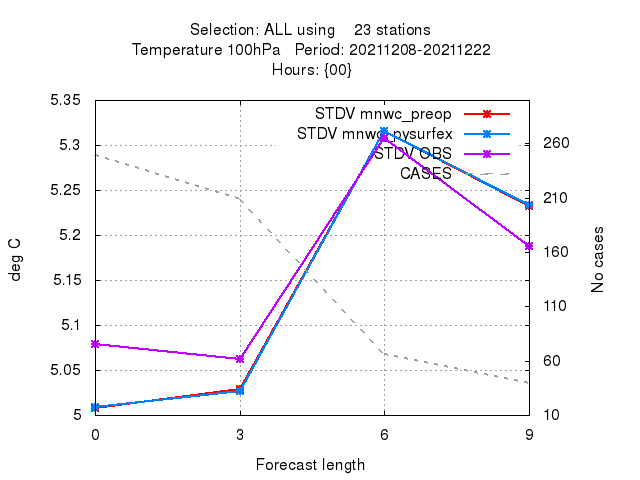 Selection: ALL using 23 stations
Temperature 100hPa Period: 20211208-20211222
Hours: {00}
5.35
5.3
5.25
5.2
5.15
5.1
5.05
5
deg C
STDV mnwc_preop
STDV mnwc_pysurfex
STDV OBS
CASES
260
210
160
110
60
10
No cases
0 3 6 9
Forecast length